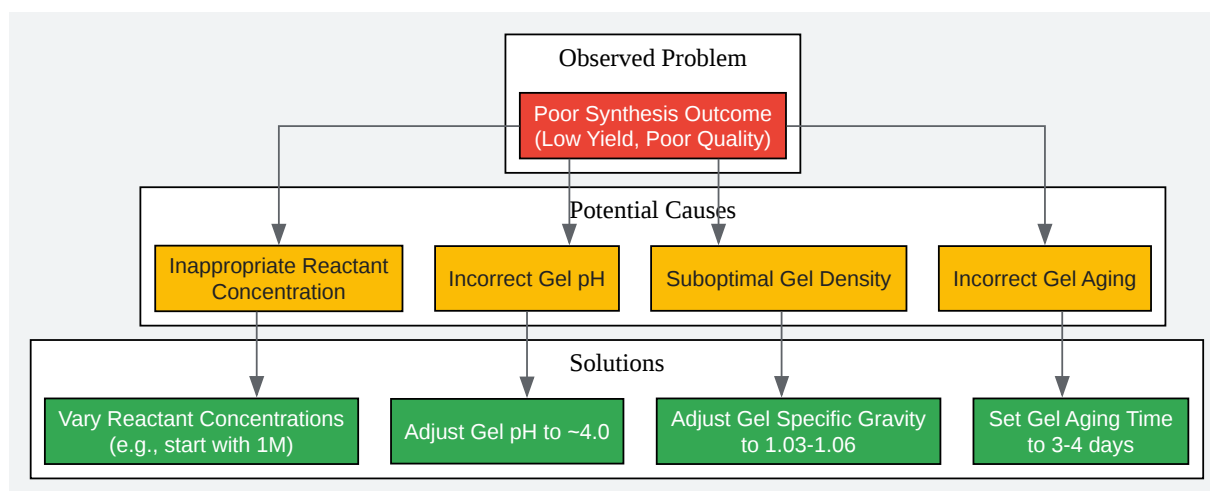 Observed Problem
Poor Synthesis Outcome
(Low Yield, Poor Quality)
Potential Causes
Inappropriate Reactant
Concentration
Incorrect Gel pH
Suboptimal Gel Density
Incorrect Gel Aging
Solutions
Vary Reactant Concentrations
(e.g., start with 1M)
Adjust Gel pH to ~4.0
Adjust Gel Specific Gravity
to 1.03-1.06
Set Gel Aging Time
to 3-4 days